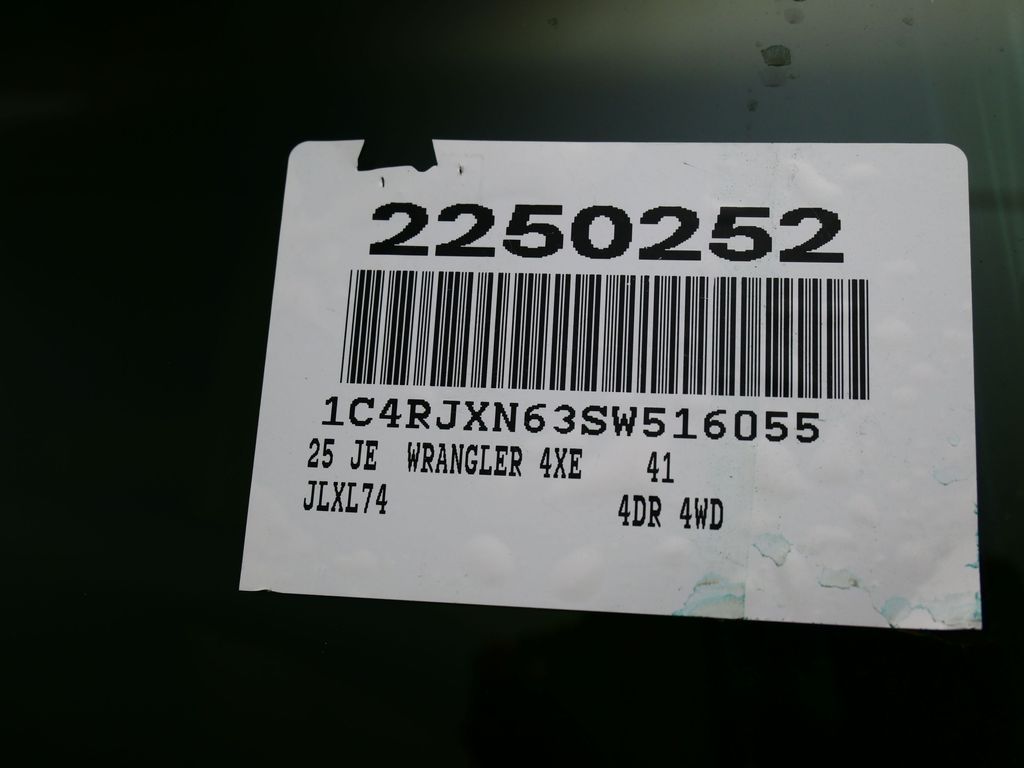 2250252
1C4RJXN63SW516055
25 JE WRANGLER 4XE 41
JLXL74 4DR 4WD